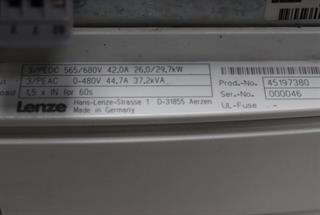 3/PEDC 565/680V 42,0A 26,0/29,7kW
ut 3/PEAC 0-480V 44,7A 37,2kVA
oad 1,5 x IN for 60s
Lenze Hans-Lenze-Strasse 1 D-31855 Aerzen
Made in Germany
Prod.-No. 45197380
Ser.-No. 000046
UL-Fuse -